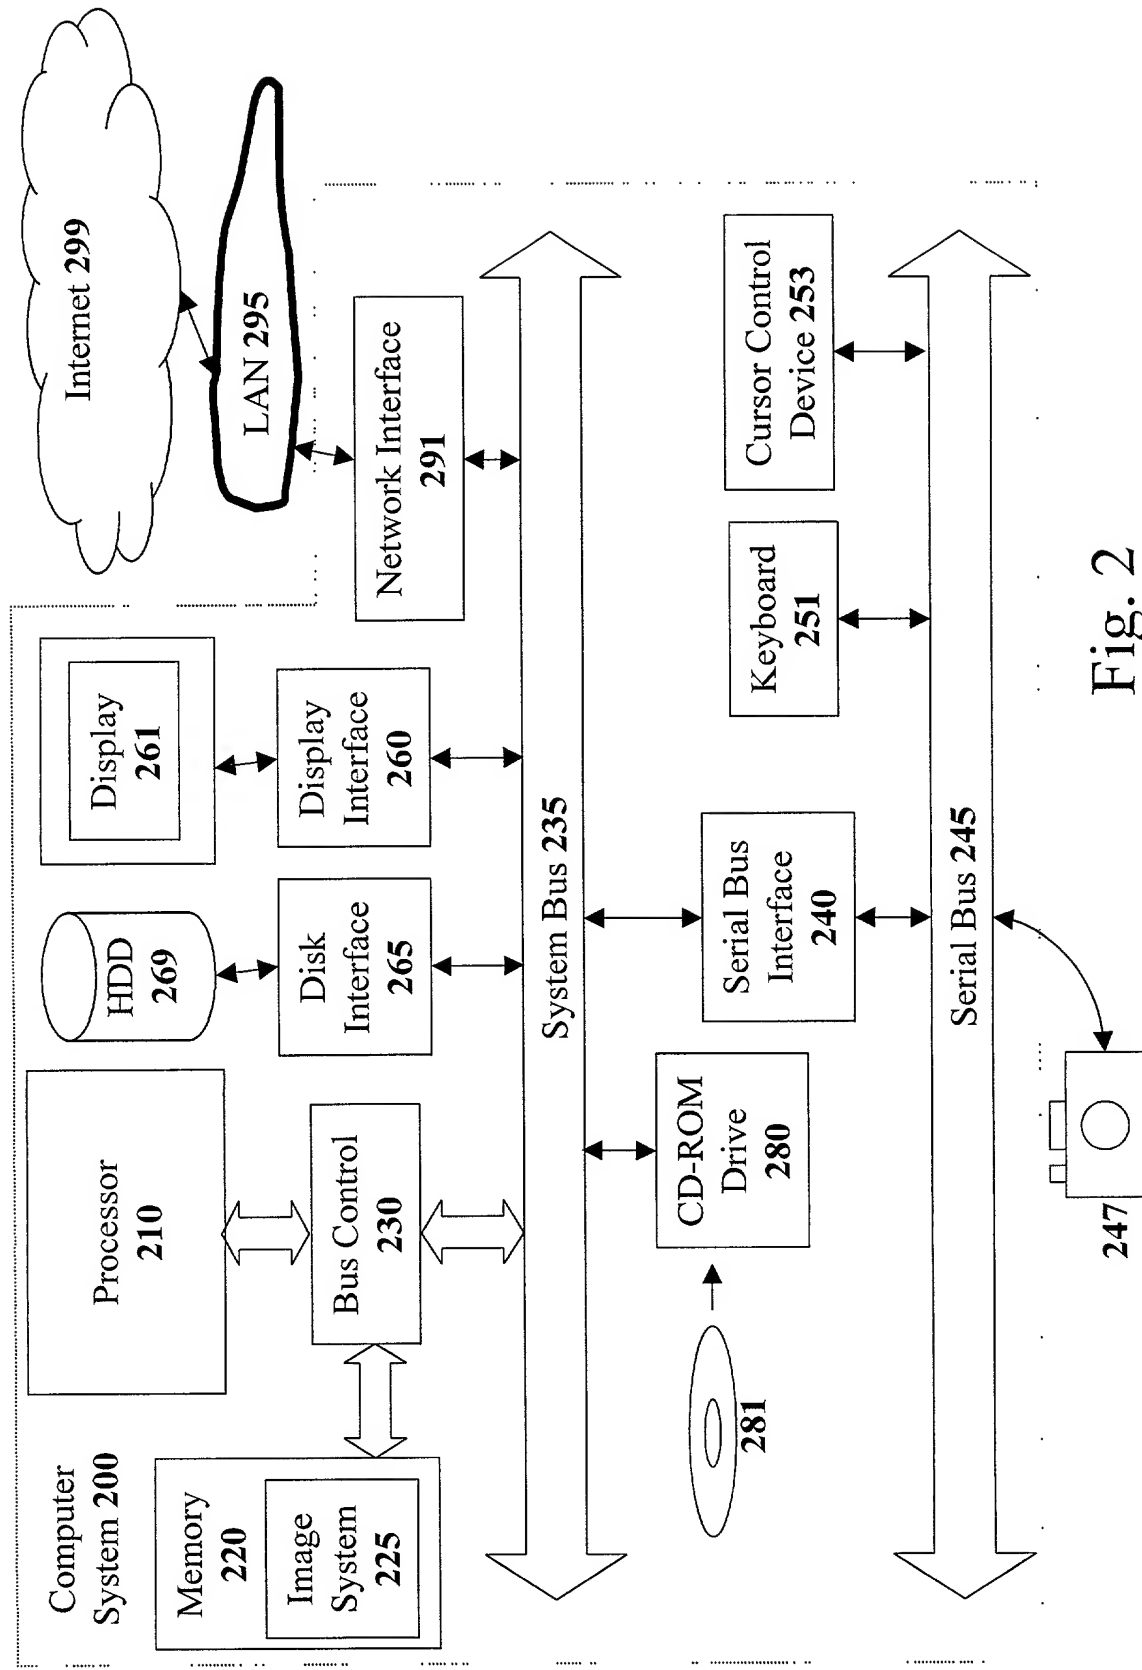 Computer
System 200
Processor
210
Memory
220
Image
System
225
Bus Control
230
HDD
269
Disk
Interface
265
Display
261
Display
Interface
260
Internet 299
LAN 295
Network Interface
291
System Bus 235
281
CD-ROM
Drive
280
Serial Bus
Interface
240
Keyboard
251
Cursor Control
Device 253
Serial Bus 245
247
Fig. 2